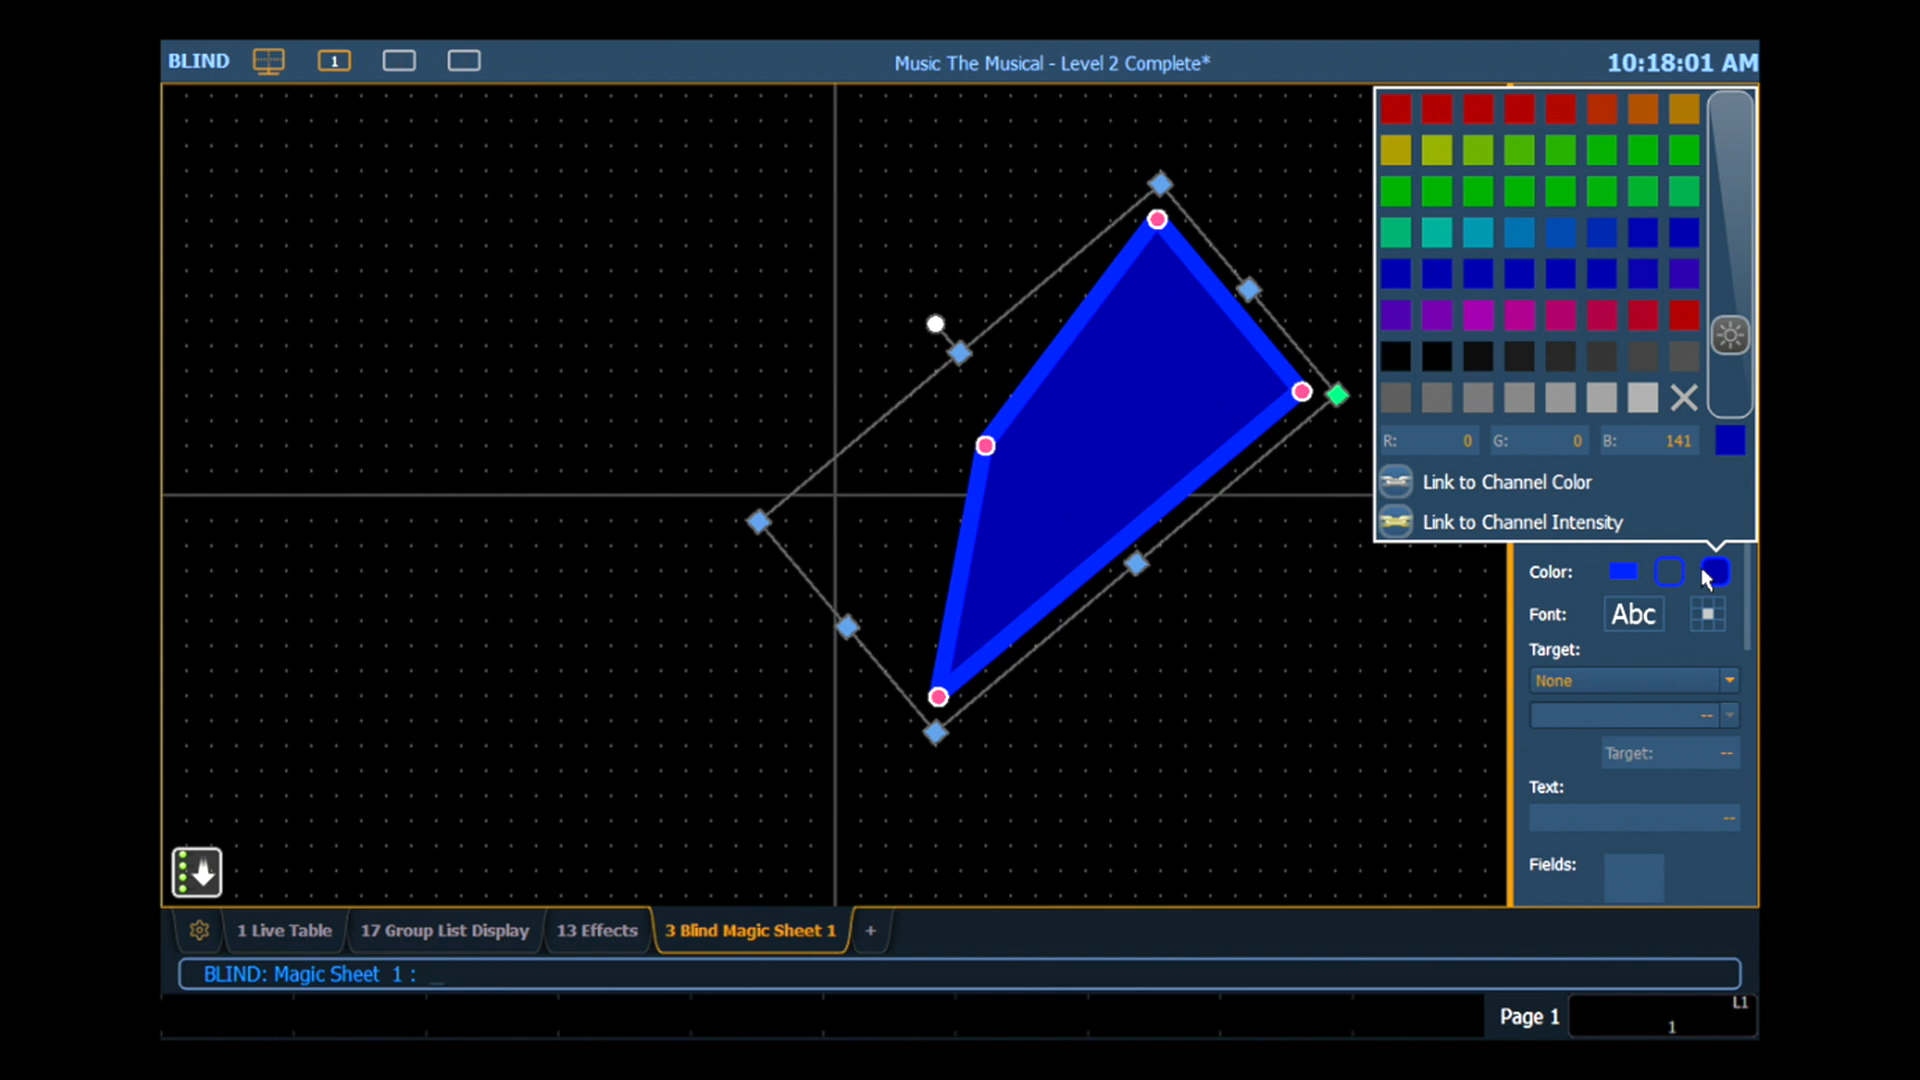 BLIND
1
Music The Musical - Level 2 Complete*
10:18:01 AM
R: 0 G: 0 B: 141
Link to Channel Color
Link to Channel Intensity
Color:
Font: Abc
Target:
None
--
Target: --
Text:
--
Fields:
1 Live Table
17 Group List Display
13 Effects
3 Blind Magic Sheet 1
+
BLIND: Magic Sheet 1 : _
Page 1
L1
1